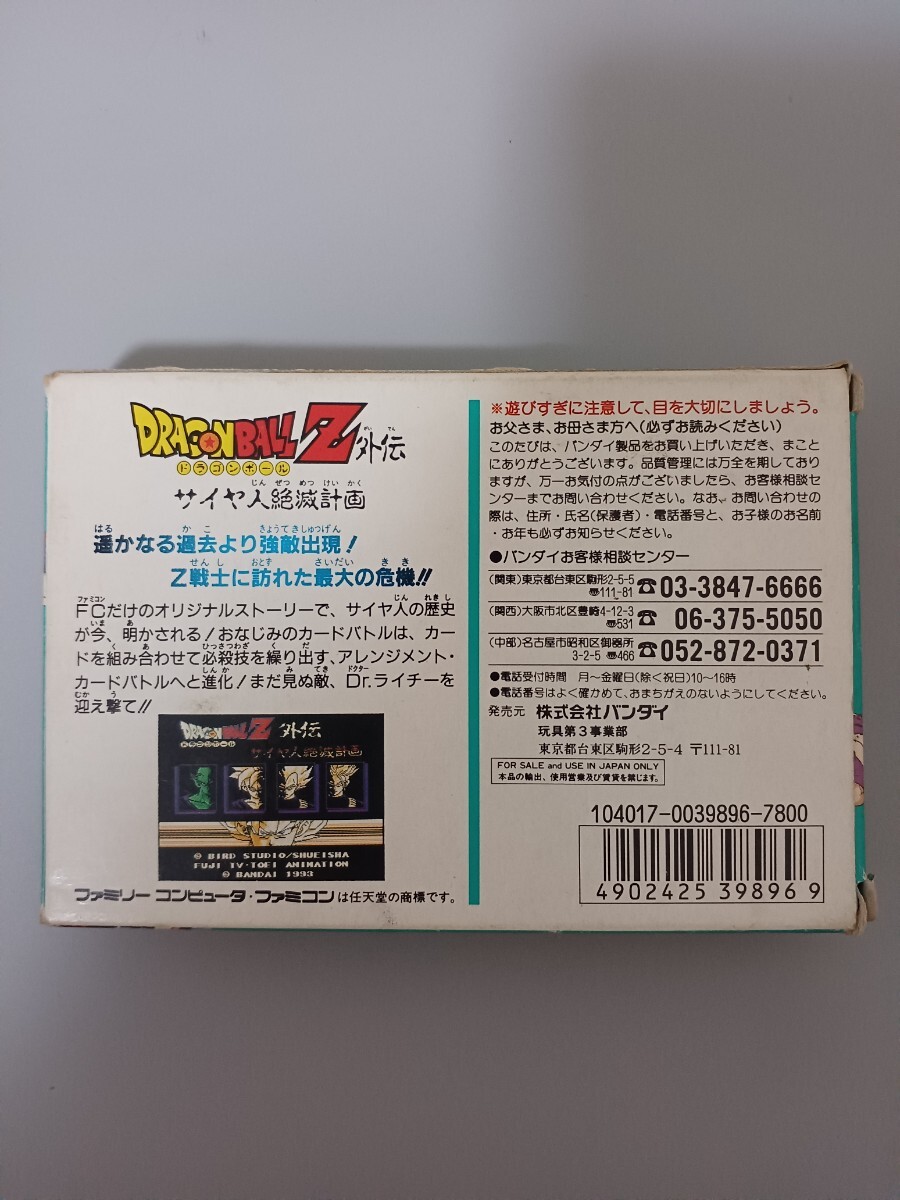 DRAGON BALL Z 外伝
ドラゴンボール
サイヤ人絶滅計画
遥かなる過去より強敵出現!
Z戦士に訪れた最大の危機!!
FCだけのオリジナルストーリーで、サイヤ人の歴史
が今、明かされる!おなじみのカードバトルは、カー
ドを組み合わせて必殺技を繰り出す、アレンジメント・
カードバトルへと進化!まだ見ぬ敵、Dr.ライチーを
迎え撃て!!
DRAGON BALL Z 外伝
ドラゴンボール
サイヤ人絶滅計画
© BIRD STUDIO/SHUEISHA
FUJI TV・TOEI ANIMATION
© BANDAI 1993
ファミリーコンピュータ・ファミコンは任天堂の商標です。
※遊びすぎに注意して、目を大切にしましょう。
お父さま、お母さま方へ(必ずお読みください)
このたびは、バンダイ製品をお買い上げいただき、まこと
にありがとうございます。品質管理には万全を期しており
ますが、万一お気付の点がございましたら、お客様相談セ
ンターまでお問い合わせください。なお、お問い合わせの
際は、住所・氏名(保護者)・電話番号と、お子様のお名前
・お年も必ずお知らせください。
●バンダイお客様相談センター
(関東)東京都台東区駒形2-5-5 〠111-81 ☎03-3847-6666
(関西)大阪市北区豊崎4-12-3 〠531 ☎06-375-5050
(中部)名古屋市昭和区御器所3-2-5 〠466 ☎052-872-0371
●電話受付時間 月〜金曜日(除く祝日)10〜16時
●電話番号はよく確かめて、おまちがえのないようにしてください。
発売元 株式会社バンダイ
玩具第3事業部
東京都台東区駒形2-5-4 〒111-81
FOR SALE and USE IN JAPAN ONLY
本品の輸出、使用営業及び賃貸を禁じます。
104017-0039896-7800
4902425398969